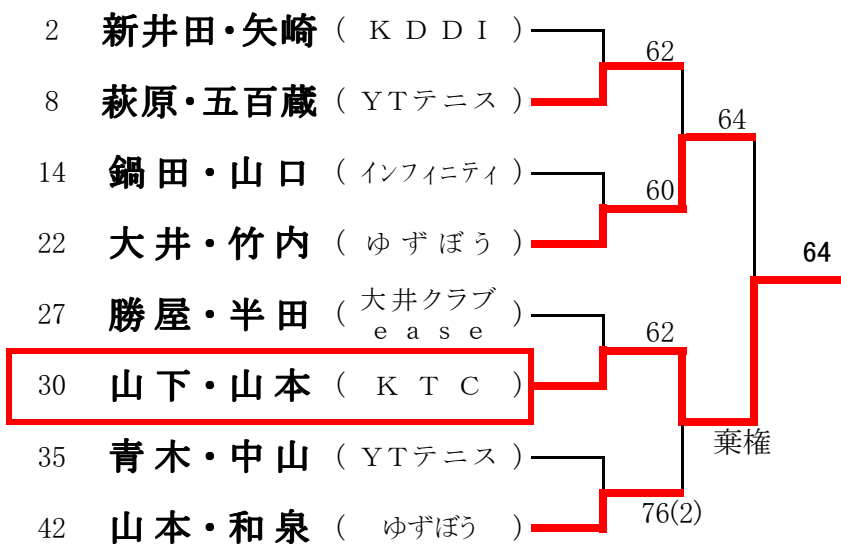 2 新井田・矢崎 ( KDDI )
62
8 萩原・五百蔵 ( YTテニス )
64
14 鍋田・山口 ( インフィニティ )
60
22 大井・竹内 ( ゆずぼう )
64
27 勝屋・半田 ( 大井クラブ
ease )
62
30 山下・山本 ( KTC )
棄権
35 青木・中山 ( YTテニス )
76(2)
42 山本・和泉 ( ゆずぼう )